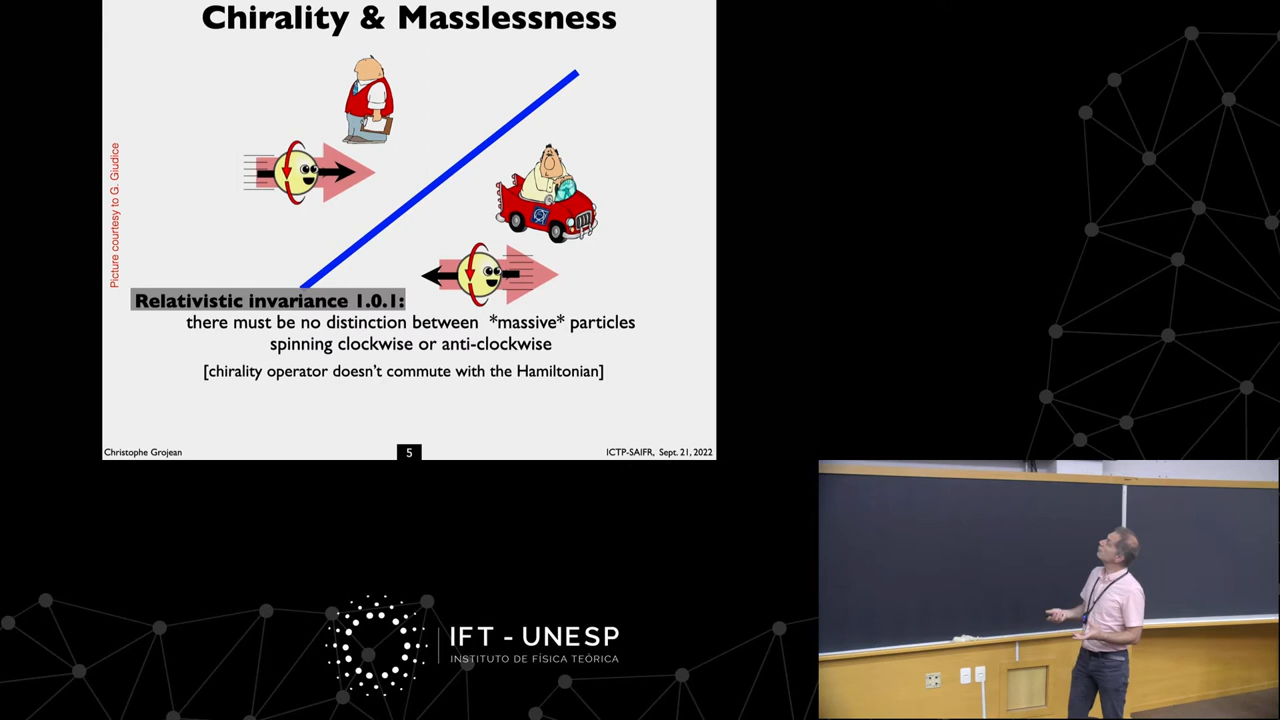 Chirality & Masslessness
Picture courtesy to G. Giudice
Relativistic invariance 1.0.1:
there must be no distinction between *massive* particles
spinning clockwise or anti-clockwise
[chirality operator doesn't commute with the Hamiltonian]
Christophe Grojean
5
ICTP-SAIFR, Sept. 21, 2022
IFT - UNESP
INSTITUTO DE FÍSICA TEÓRICA